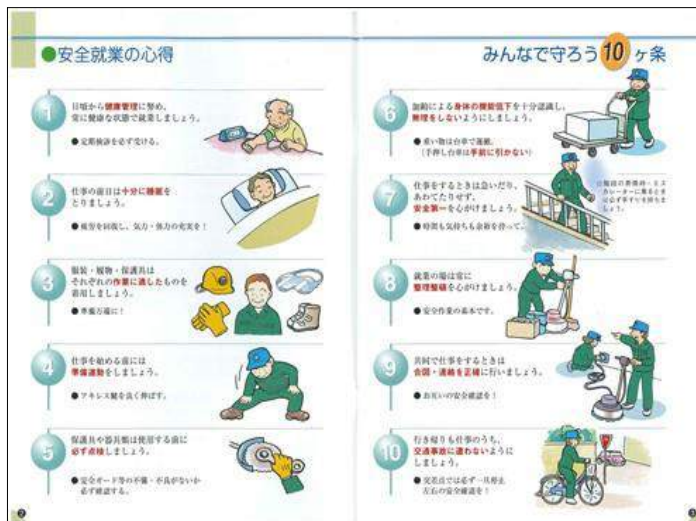 ●安全就業の心得
1
日頃から健康管理に努め、
常に健康な状態で就業しましょう。
●定期検診を必ず受ける。
2
仕事の前日は十分に睡眠を
とりましょう。
●疲労を回復し、気力・体力の充実を!
3
服装・履物・保護具は
それぞれの作業に適したものを
着用しましょう。
●準備万端に!
4
仕事を始める前には
準備運動をしましょう。
●アキレス腱を良く伸ばす。
5
保護具や器具類は使用する前に
必ず点検しましょう。
●安全ガード等の不備・不良がないか
必ず確認する。
2
みんなで守ろう10ヶ条
6
加齢による身体の機能低下を十分認識し、
無理をしないようにしましょう。
●重い物は台車で運搬。
(手押し台車は手前に引かない)
7
仕事をするときは急いだり、
あわてたりせず、
安全第一を心がけましょう。
●時間も気持ちも余裕を持って。
8
就業の場は常に
整理整頓を心がけましょう。
●安全作業の基本です。
9
共同で仕事をするときは
合図・連絡を正確に行いましょう。
●お互いの安全確認を!
10
行き帰りも仕事のうち、
交通事故に遭わないように
しましょう。
●交差点では必ず一旦停止
左右の安全確認を!
3